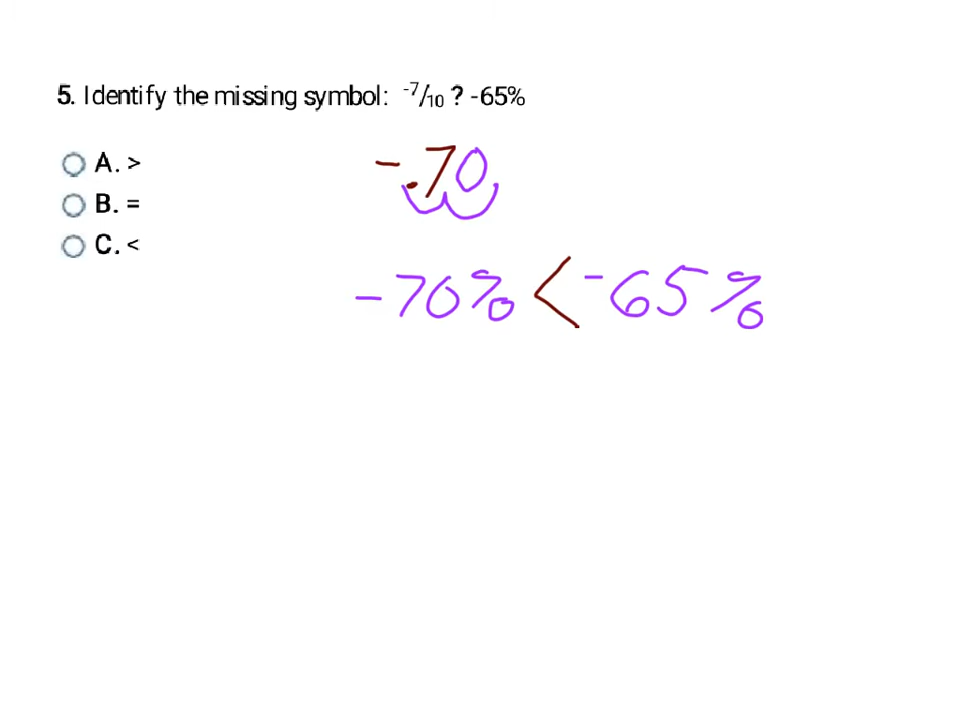 5. Identify the missing symbol: -7/10 ? -65%
A. >
B. =
C. <
-.70
-70% < -65%